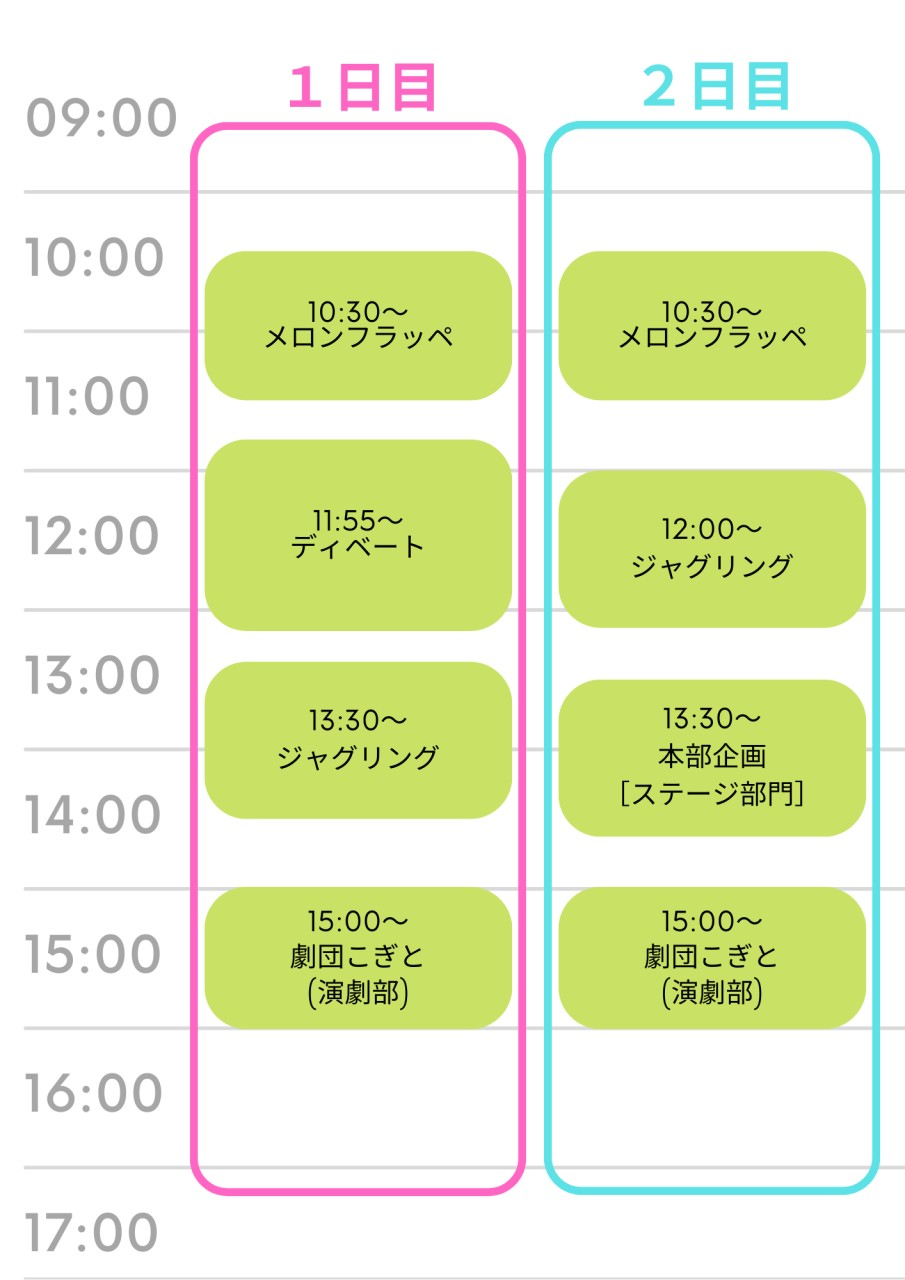 １日目
２日目
09:00
10:00
10:30〜
メロンフラッペ
10:30〜
メロンフラッペ
11:00
11:55〜
ディベート
12:00
12:00〜
ジャグリング
13:00
13:30〜
ジャグリング
13:30〜
本部企画
［ステージ部門］
14:00
15:00
15:00〜
劇団こぎと
(演劇部)
15:00〜
劇団こぎと
(演劇部)
16:00
17:00